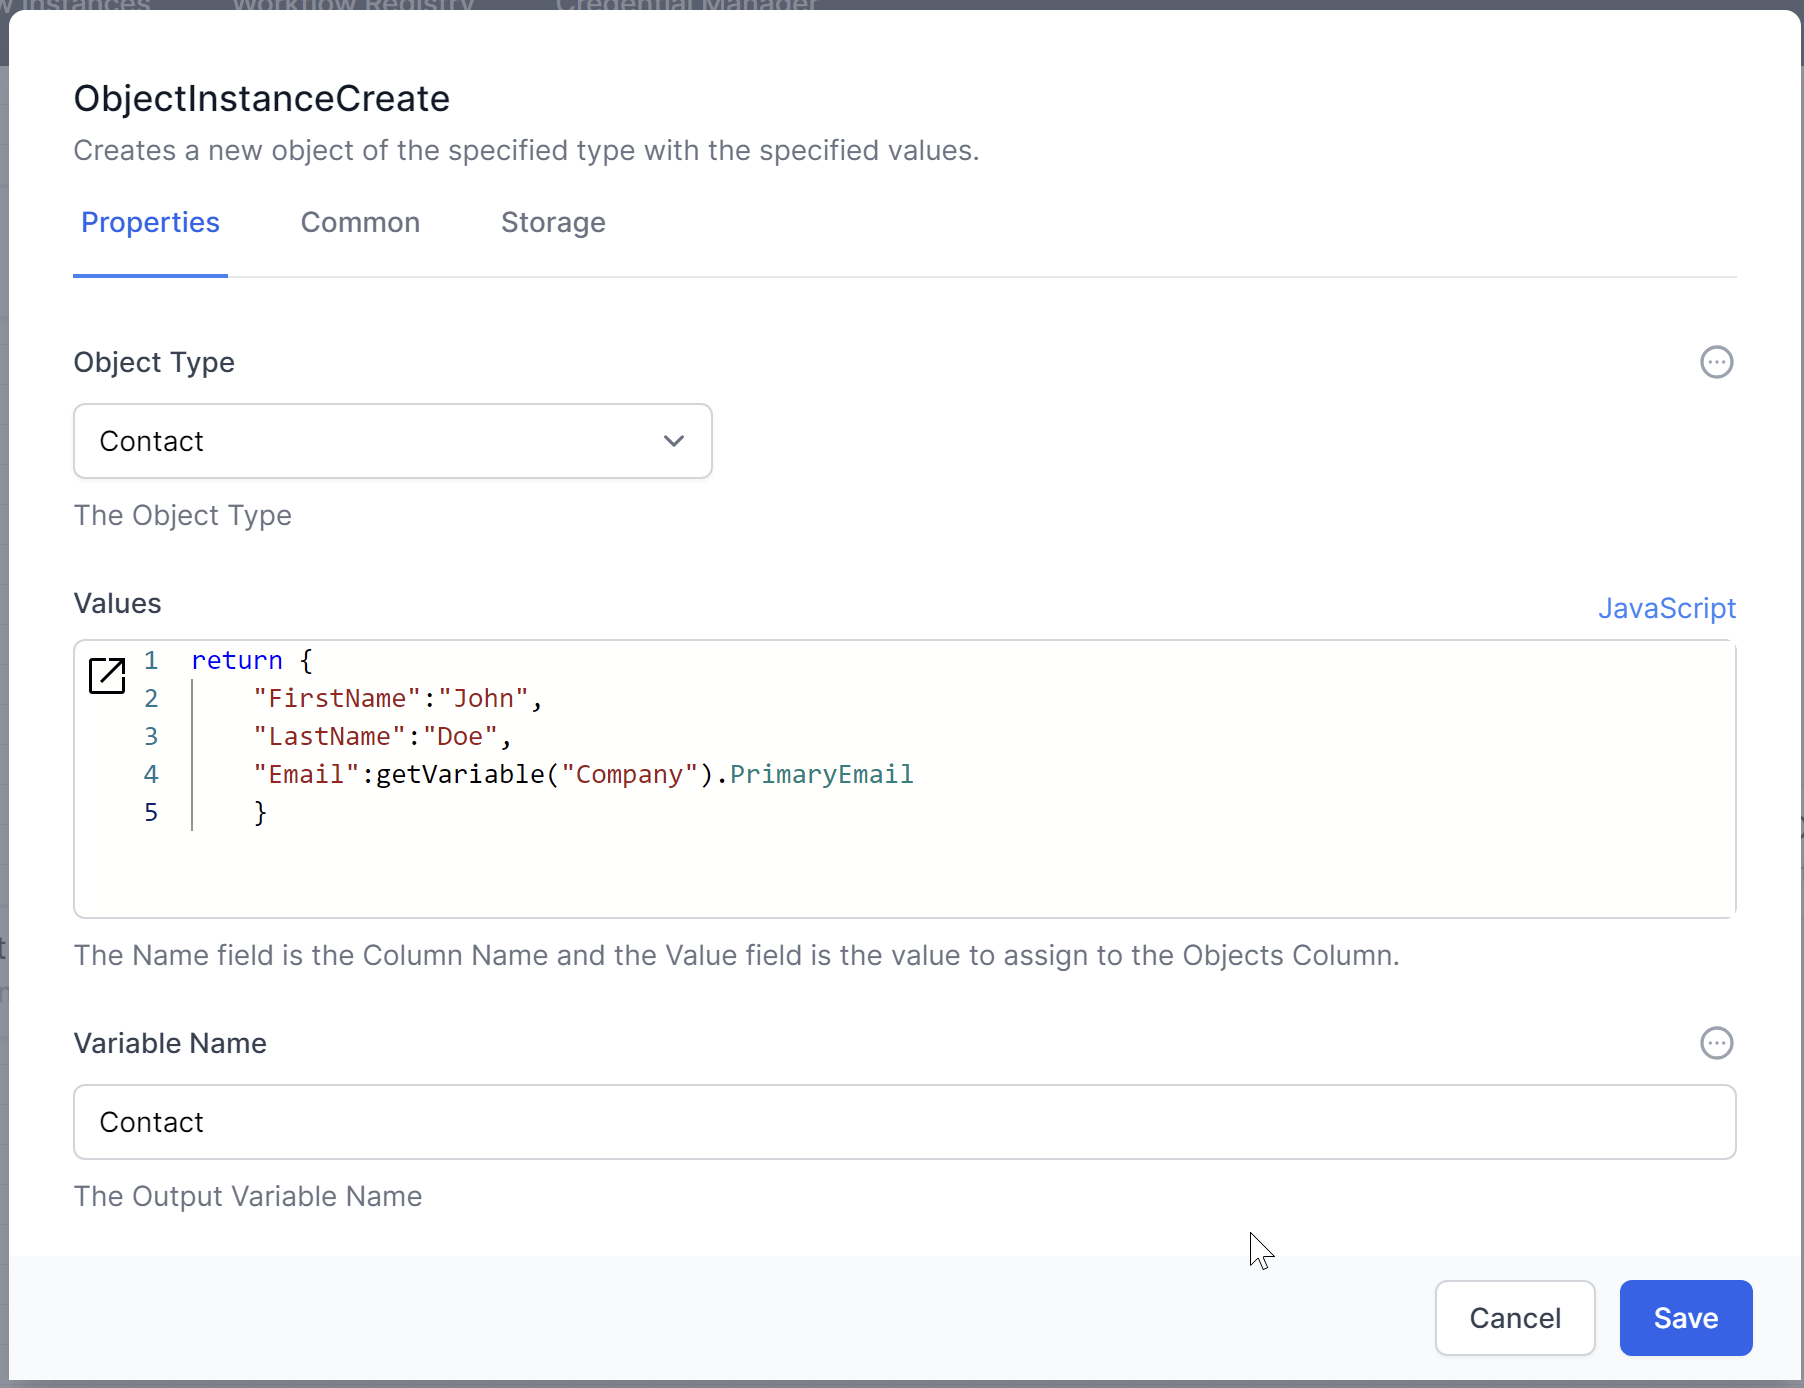 Instances Workflow Registry Credential Manager
ObjectInstanceCreate
Creates a new object of the specified type with the specified values.
Properties Common Storage
Object Type
Contact
The Object Type
Values JavaScript
1 return {
2 "FirstName":"John",
3 "LastName":"Doe",
4 "Email":getVariable("Company").PrimaryEmail
5 }
The Name field is the Column Name and the Value field is the value to assign to the Objects Column.
Variable Name
Contact
The Output Variable Name
Cancel Save